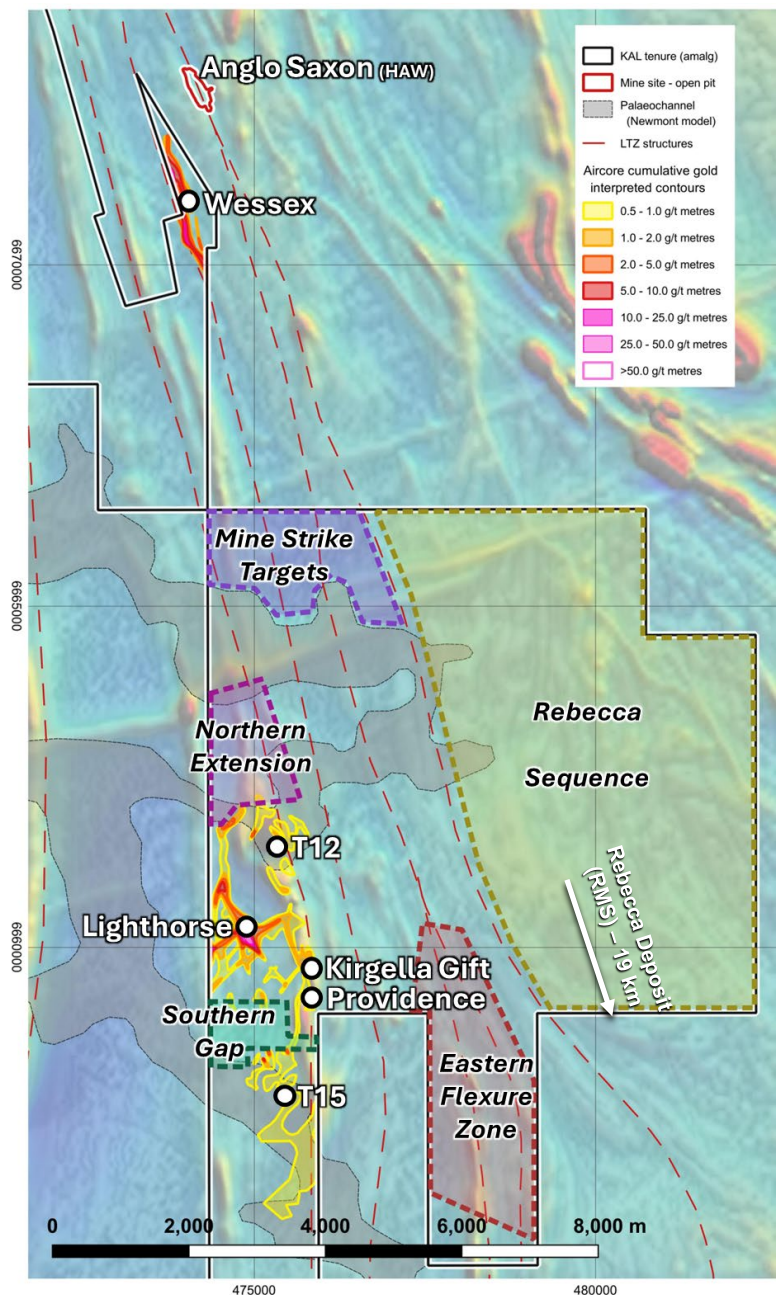 Anglo Saxon (HAW)
Wessex
KAL tenure (amalg)
Mine site - open pit
Palaeochannel
(Newmont model)
LTZ structures
Aircore cumulative gold
interpreted contours
0.5 - 1.0 g/t metres
1.0 - 2.0 g/t metres
2.0 - 5.0 g/t metres
5.0 - 10.0 g/t metres
10.0 - 25.0 g/t metres
25.0 - 50.0 g/t metres
>50.0 g/t metres
6670000
Mine Strike
Targets
6665000
Northern
Extension
Rebecca
Sequence
T12
Lighthorse
6660000
Kirgella Gift
Providence
Rebecca Deposit
(RMS) – 19 km
Southern
Gap
T15
Eastern
Flexure
Zone
0
2,000
4,000
6,000
8,000 m
475000
480000